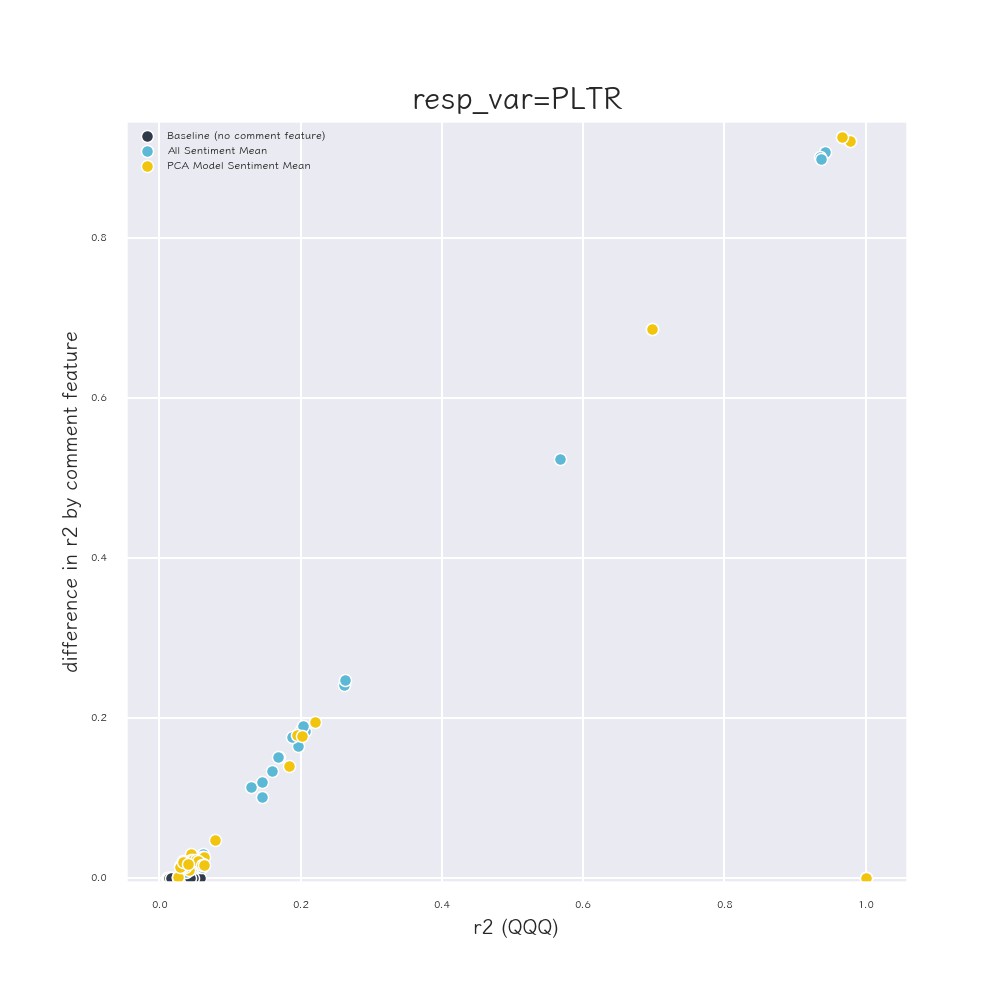 resp_var=PLTR
Baseline (no comment feature)
All Sentiment Mean
PCA Model Sentiment Mean
difference in r2 by comment feature
0.8
0.6
0.4
0.2
0.0
0.0 0.2 0.4 0.6 0.8 1.0
r2 (QQQ)